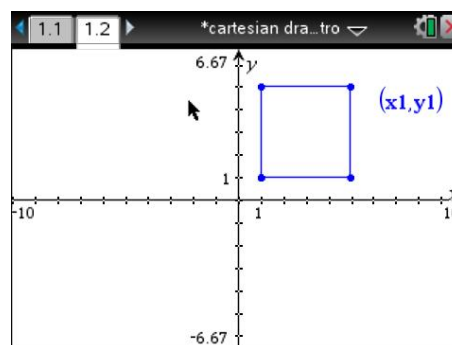 1.1 1.2 *cartesian dra…tro
6.67 y
(x1,y1)
1
-10 1
-6.67